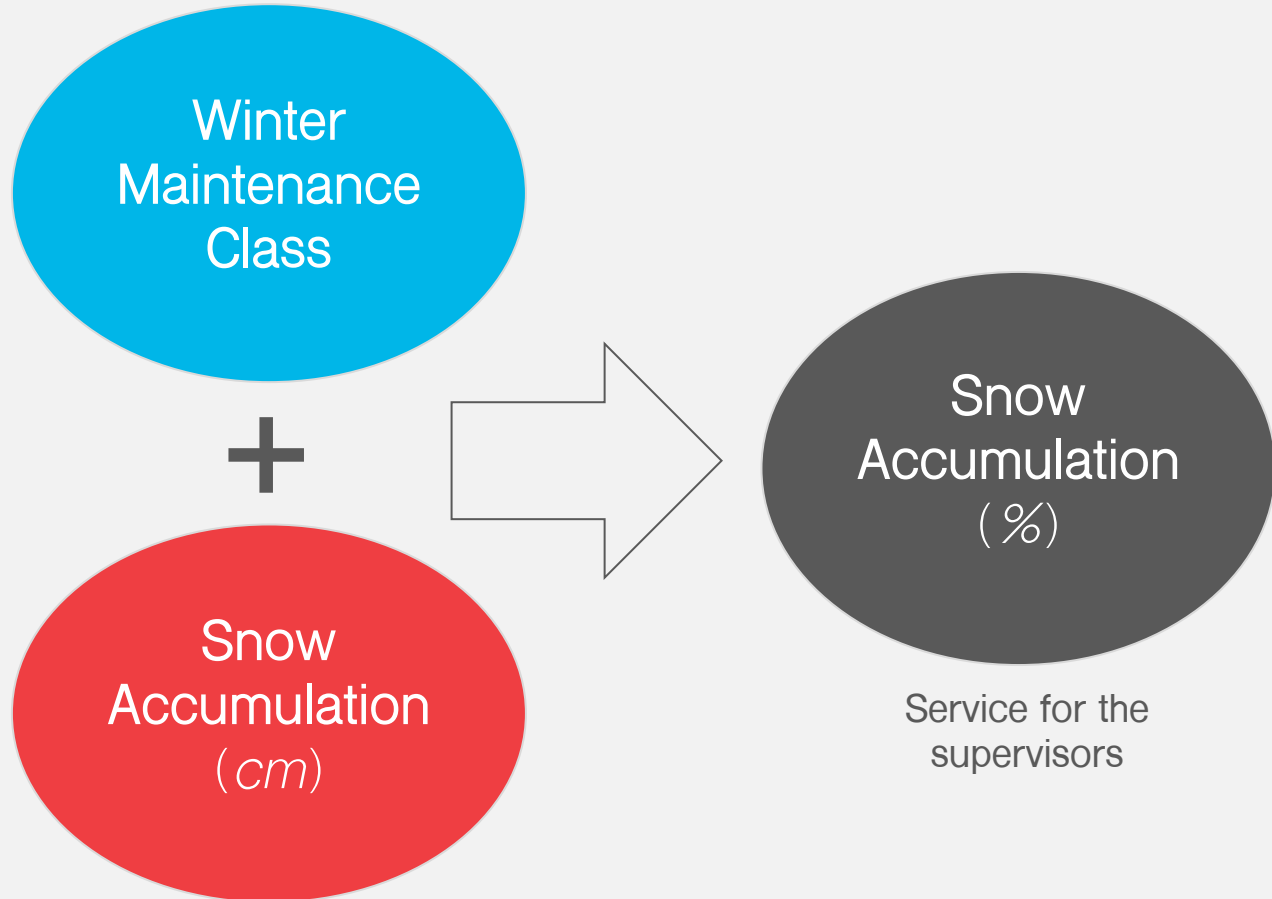 Winter
Maintenance
Class
+
Snow
Accumulation
(cm)
Snow
Accumulation
(%)
Service for the
supervisors